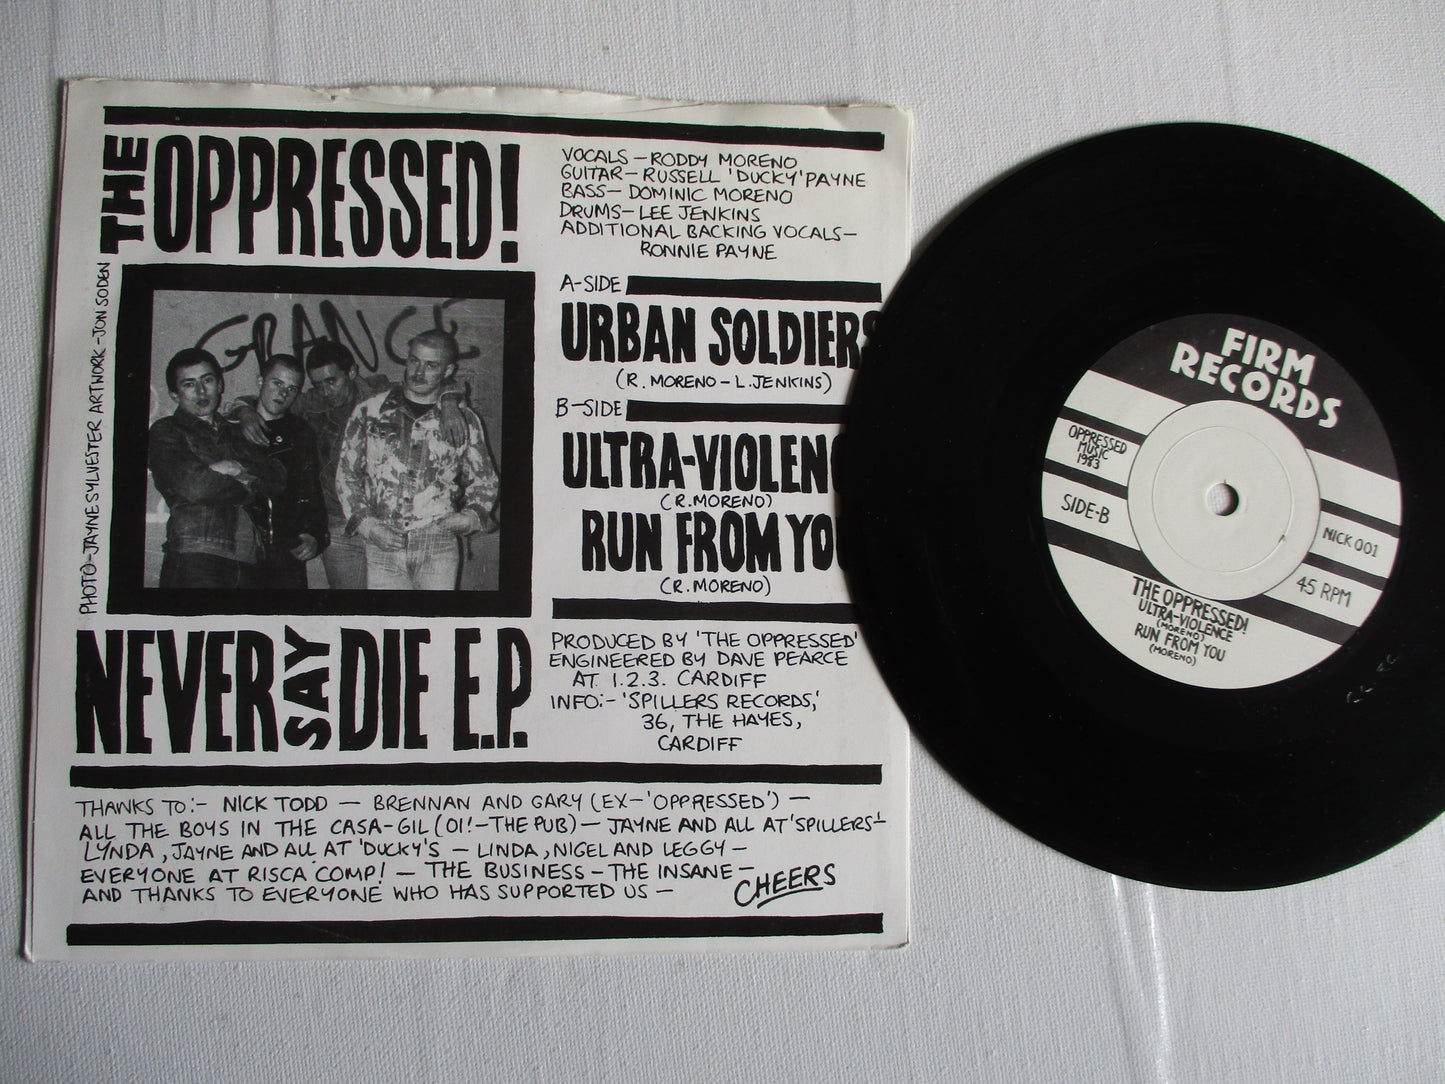 THE OPPRESSED!
PHOTO-JAYNE SYLVESTER ARTWORK-JON SODEN
GRANGE
NEVER SAY DIE E.P.
VOCALS-RODDY MORENO
GUITAR-RUSSELL 'DUCKY' PAYNE
BASS-DOMINIC MORENO
DRUMS-LEE JENKINS
ADDITIONAL BACKING VOCALS-
RONNIE PAYNE
A-SIDE
URBAN SOLDIERS
(R. MORENO-L. JENKINS)
B-SIDE
ULTRA-VIOLENC
(R. MORENO)
RUN FROM YOU
(R. MORENO)
PRODUCED BY 'THE OPPRESSED'
ENGINEERED BY DAVE PEARCE
AT 1.2.3. CARDIFF
INFO:-'SPILLERS RECORDS,'
36, THE HAYES,
CARDIFF
THANKS TO:- NICK TODD - BRENNAN AND GARY (EX-'OPPRESSED') -
ALL THE BOYS IN THE CASA-GIL (OI!-THE PUB) - JAYNE AND ALL AT 'SPILLERS'-
LYNDA, JAYNE AND ALL AT 'DUCKY'S - LINDA, NIGEL AND LEGGY -
EVERYONE AT RISCA COMP! - THE BUSINESS - THE INSANE -
AND THANKS TO EVERYONE WHO HAS SUPPORTED US -
CHEERS
FIRM
RECORDS
OPPRESSED
MUSIC
1983
SIDE-B
NICK 001
45 RPM
THE OPPRESSED!
ULTRA-VIOLENCE
(MORENO)
RUN FROM YOU
(MORENO)